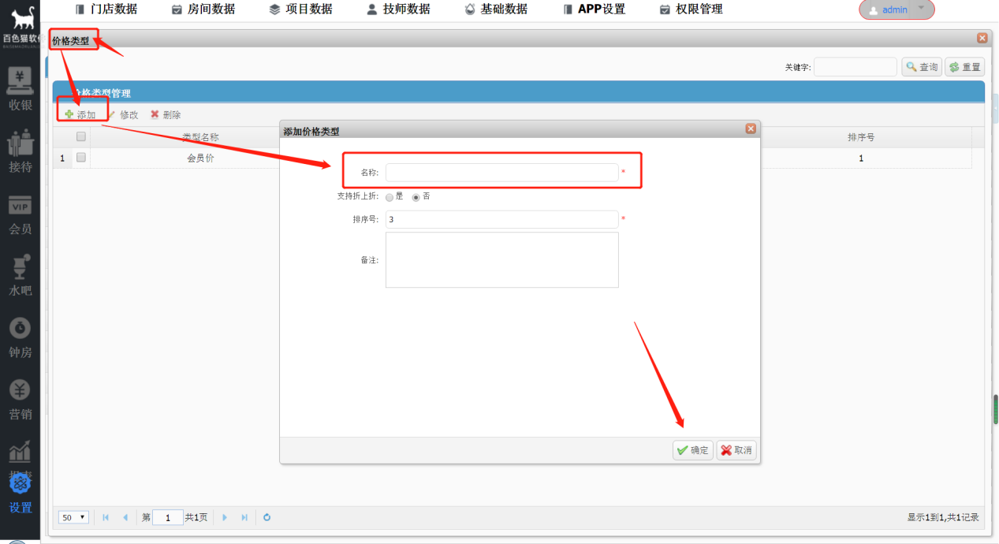 门店数据 房间数据 项目数据 技师数据 基础数据 APP设置 权限管理 admin
百色猫软件
收银
接待
VIP
会员
水吧
钟房
营销
设置
价格类型
关键字: 查询 重置
价格类型管理
添加 修改 删除
类型名称 排序号
1 会员价 1
添加价格类型
名称: *
支持折上折: 是 否
排序号: 3 *
备注:
确定 取消
50 第 1 共1页 显示1到1,共1记录